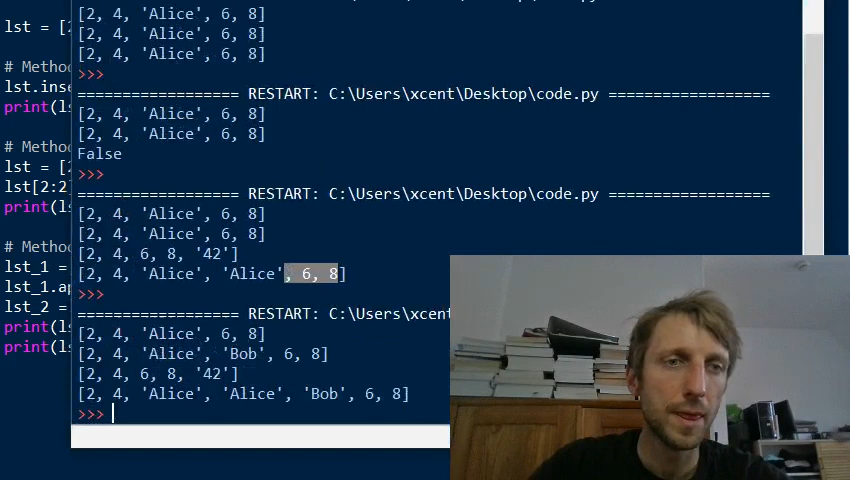 [2, 4, 'Alice', 6, 8]
[2, 4, 'Alice', 6, 8]
[2, 4, 'Alice', 6, 8]
>>>
================== RESTART: C:\Users\xcent\Desktop\code.py ==================
[2, 4, 'Alice', 6, 8]
[2, 4, 'Alice', 6, 8]
False
>>>
================== RESTART: C:\Users\xcent\Desktop\code.py ==================
[2, 4, 'Alice', 6, 8]
[2, 4, 'Alice', 6, 8]
[2, 4, 6, 8, '42']
[2, 4, 'Alice', 'Alice', 6, 8]
>>>
================== RESTART: C:\Users\xcent
[2, 4, 'Alice', 6, 8]
[2, 4, 'Alice', 'Bob', 6, 8]
[2, 4, 6, 8, '42']
[2, 4, 'Alice', 'Alice', 'Bob', 6, 8]
>>>
lst = [2
# Metho
lst.inse
print(ls
# Metho
lst = [2
lst[2:2]
print(ls
# Metho
lst_1 =
lst_1.ap
lst_2 =
print(ls
print(ls